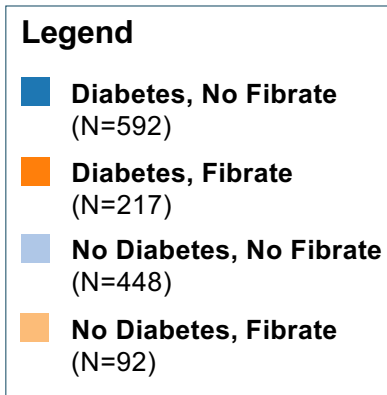 Legend
Diabetes, No Fibrate
(N=592)
Diabetes, Fibrate
(N=217)
No Diabetes, No Fibrate
(N=448)
No Diabetes, Fibrate
(N=92)